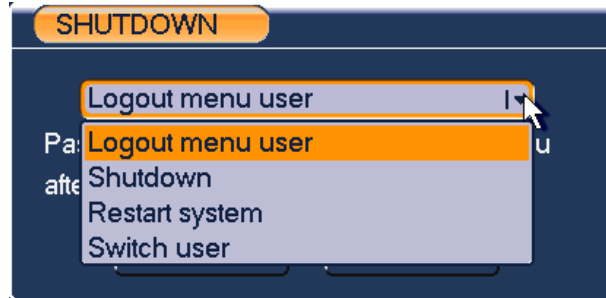 SHUTDOWN
Logout menu user
Logout menu user
Shutdown
Restart system
Switch user